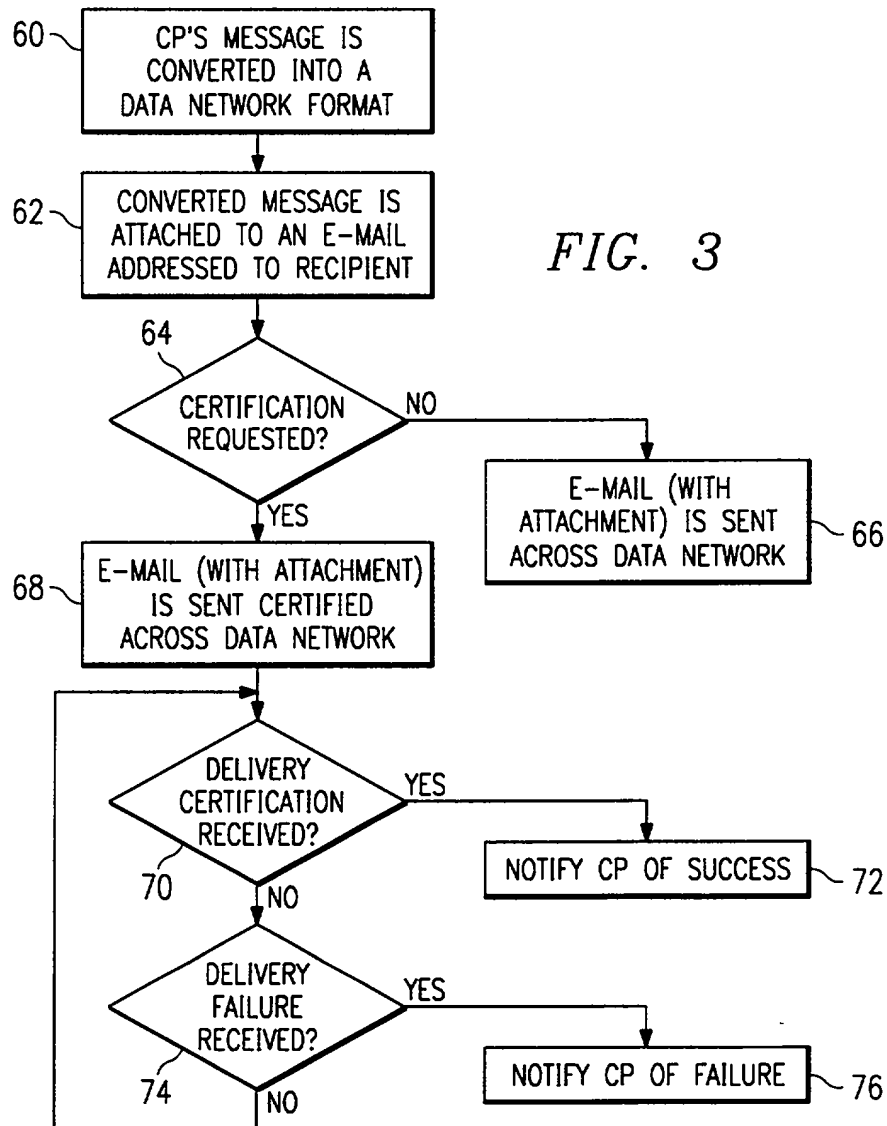 60
CP'S MESSAGE IS
CONVERTED INTO A
DATA NETWORK FORMAT
62
CONVERTED MESSAGE IS
ATTACHED TO AN E-MAIL
ADDRESSED TO RECIPIENT
FIG. 3
64
CERTIFICATION
REQUESTED?
NO
YES
E-MAIL (WITH
ATTACHMENT) IS SENT
ACROSS DATA NETWORK
66
68
E-MAIL (WITH ATTACHMENT)
IS SENT CERTIFIED
ACROSS DATA NETWORK
DELIVERY
CERTIFICATION
RECEIVED?
YES
70
NO
NOTIFY CP OF SUCCESS
72
DELIVERY
FAILURE
RECEIVED?
YES
74
NO
NOTIFY CP OF FAILURE
76